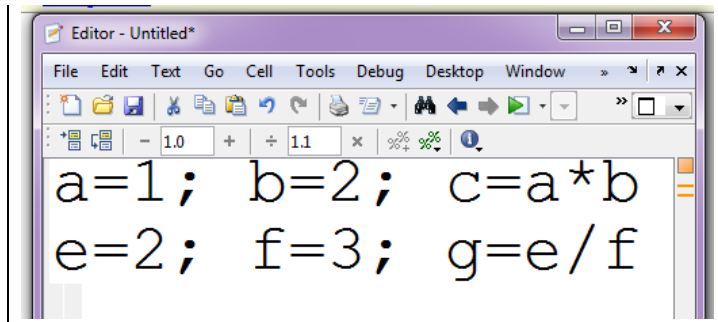 Editor - Untitled*
File Edit Text Go Cell Tools Debug Desktop Window »
»
- 1.0 + ÷ 1.1 ×
a=1; b=2; c=a*b
e=2; f=3; g=e/f